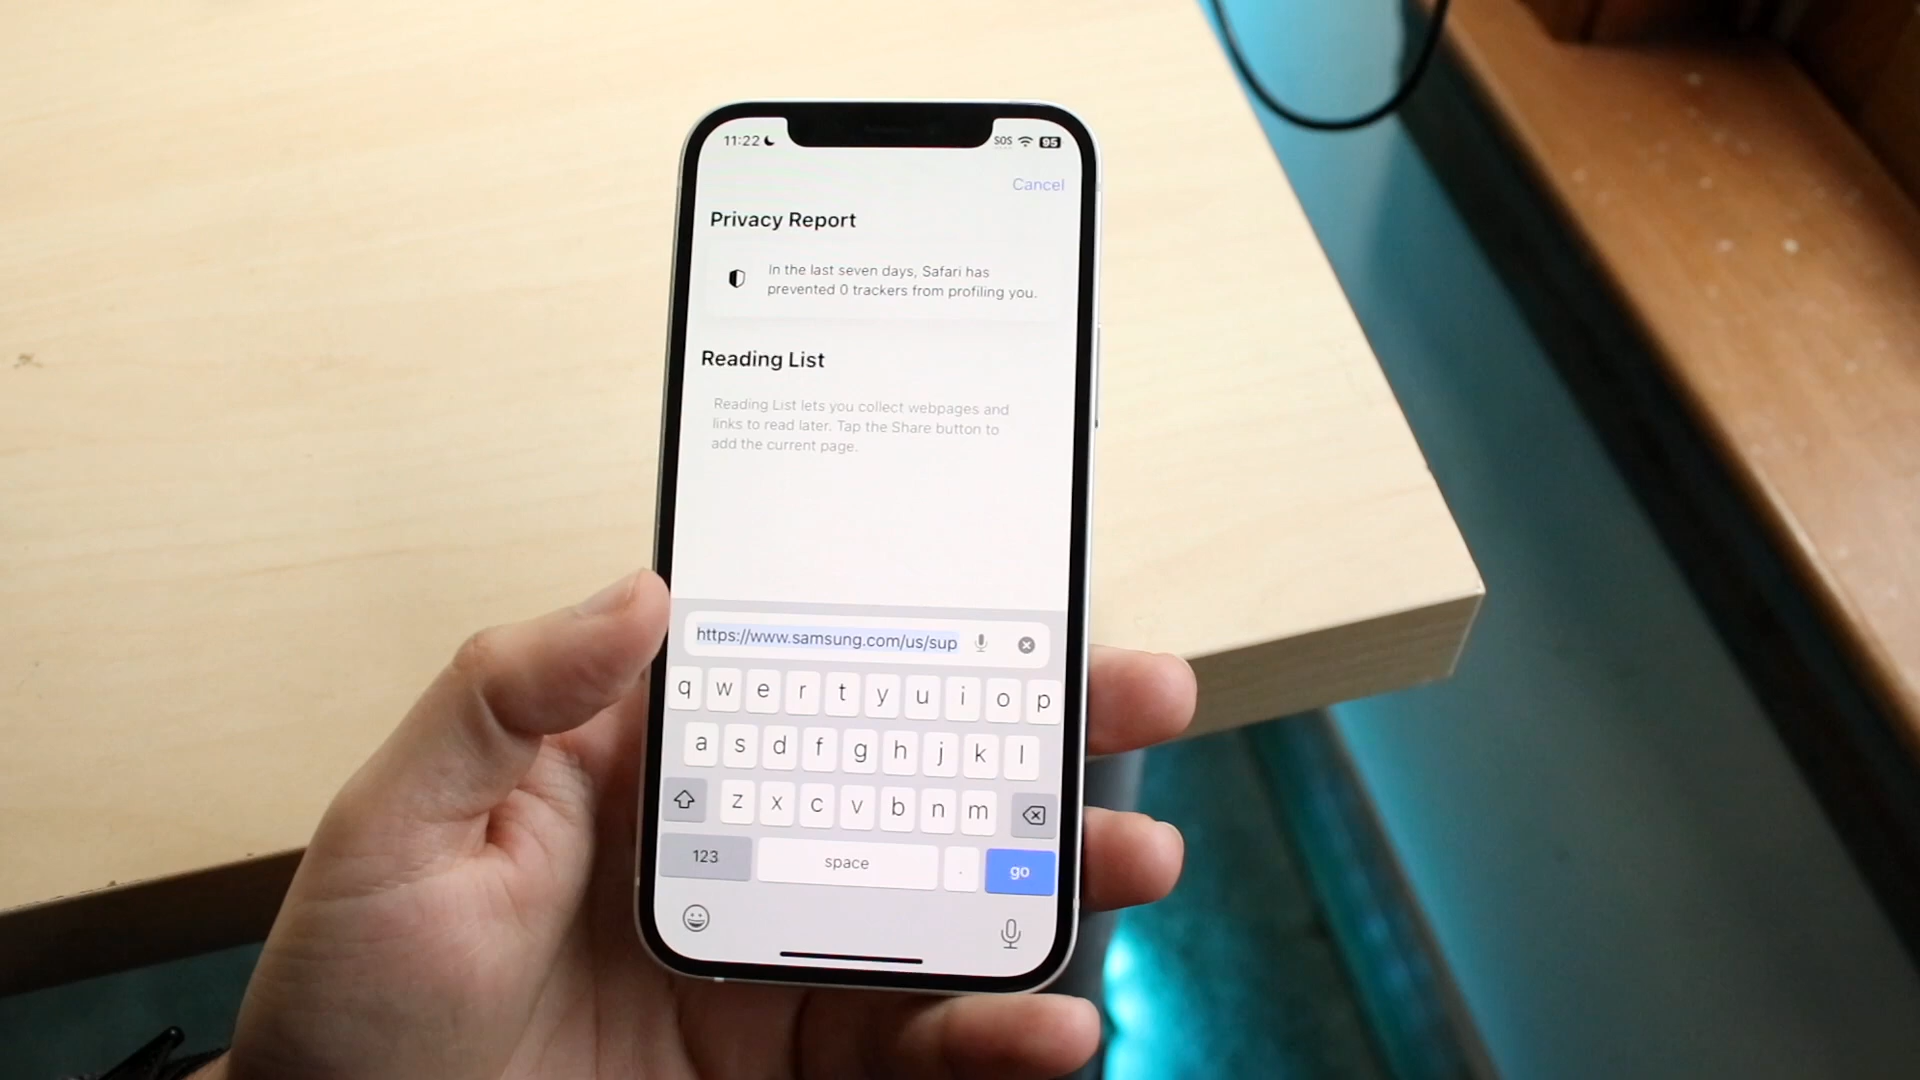 11:22 SOS 95
Cancel
Privacy Report
In the last seven days, Safari has
prevented 0 trackers from profiling you.
Reading List
Reading List lets you collect webpages and
links to read later. Tap the Share button to
add the current page.
https://www.samsung.com/us/sup
q w e r t y u i o p
a s d f g h j k l
z x c v b n m
123 space . go